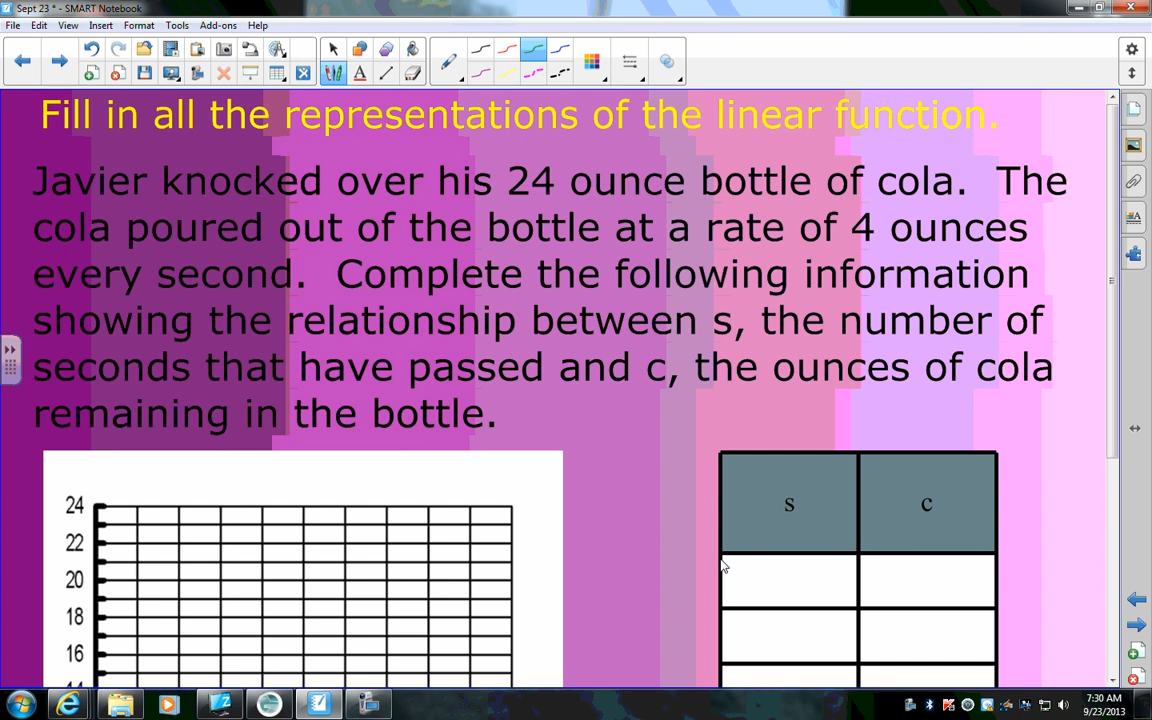 Sept 23 * - SMART Notebook
File Edit View Insert Format Tools Add-ons Help
Fill in all the representations of the linear function.
Javier knocked over his 24 ounce bottle of cola. The
cola poured out of the bottle at a rate of 4 ounces
every second. Complete the following information
showing the relationship between s, the number of
seconds that have passed and c, the ounces of cola
remaining in the bottle.
s c
24
22
20
18
16
7:30 AM
9/23/2013